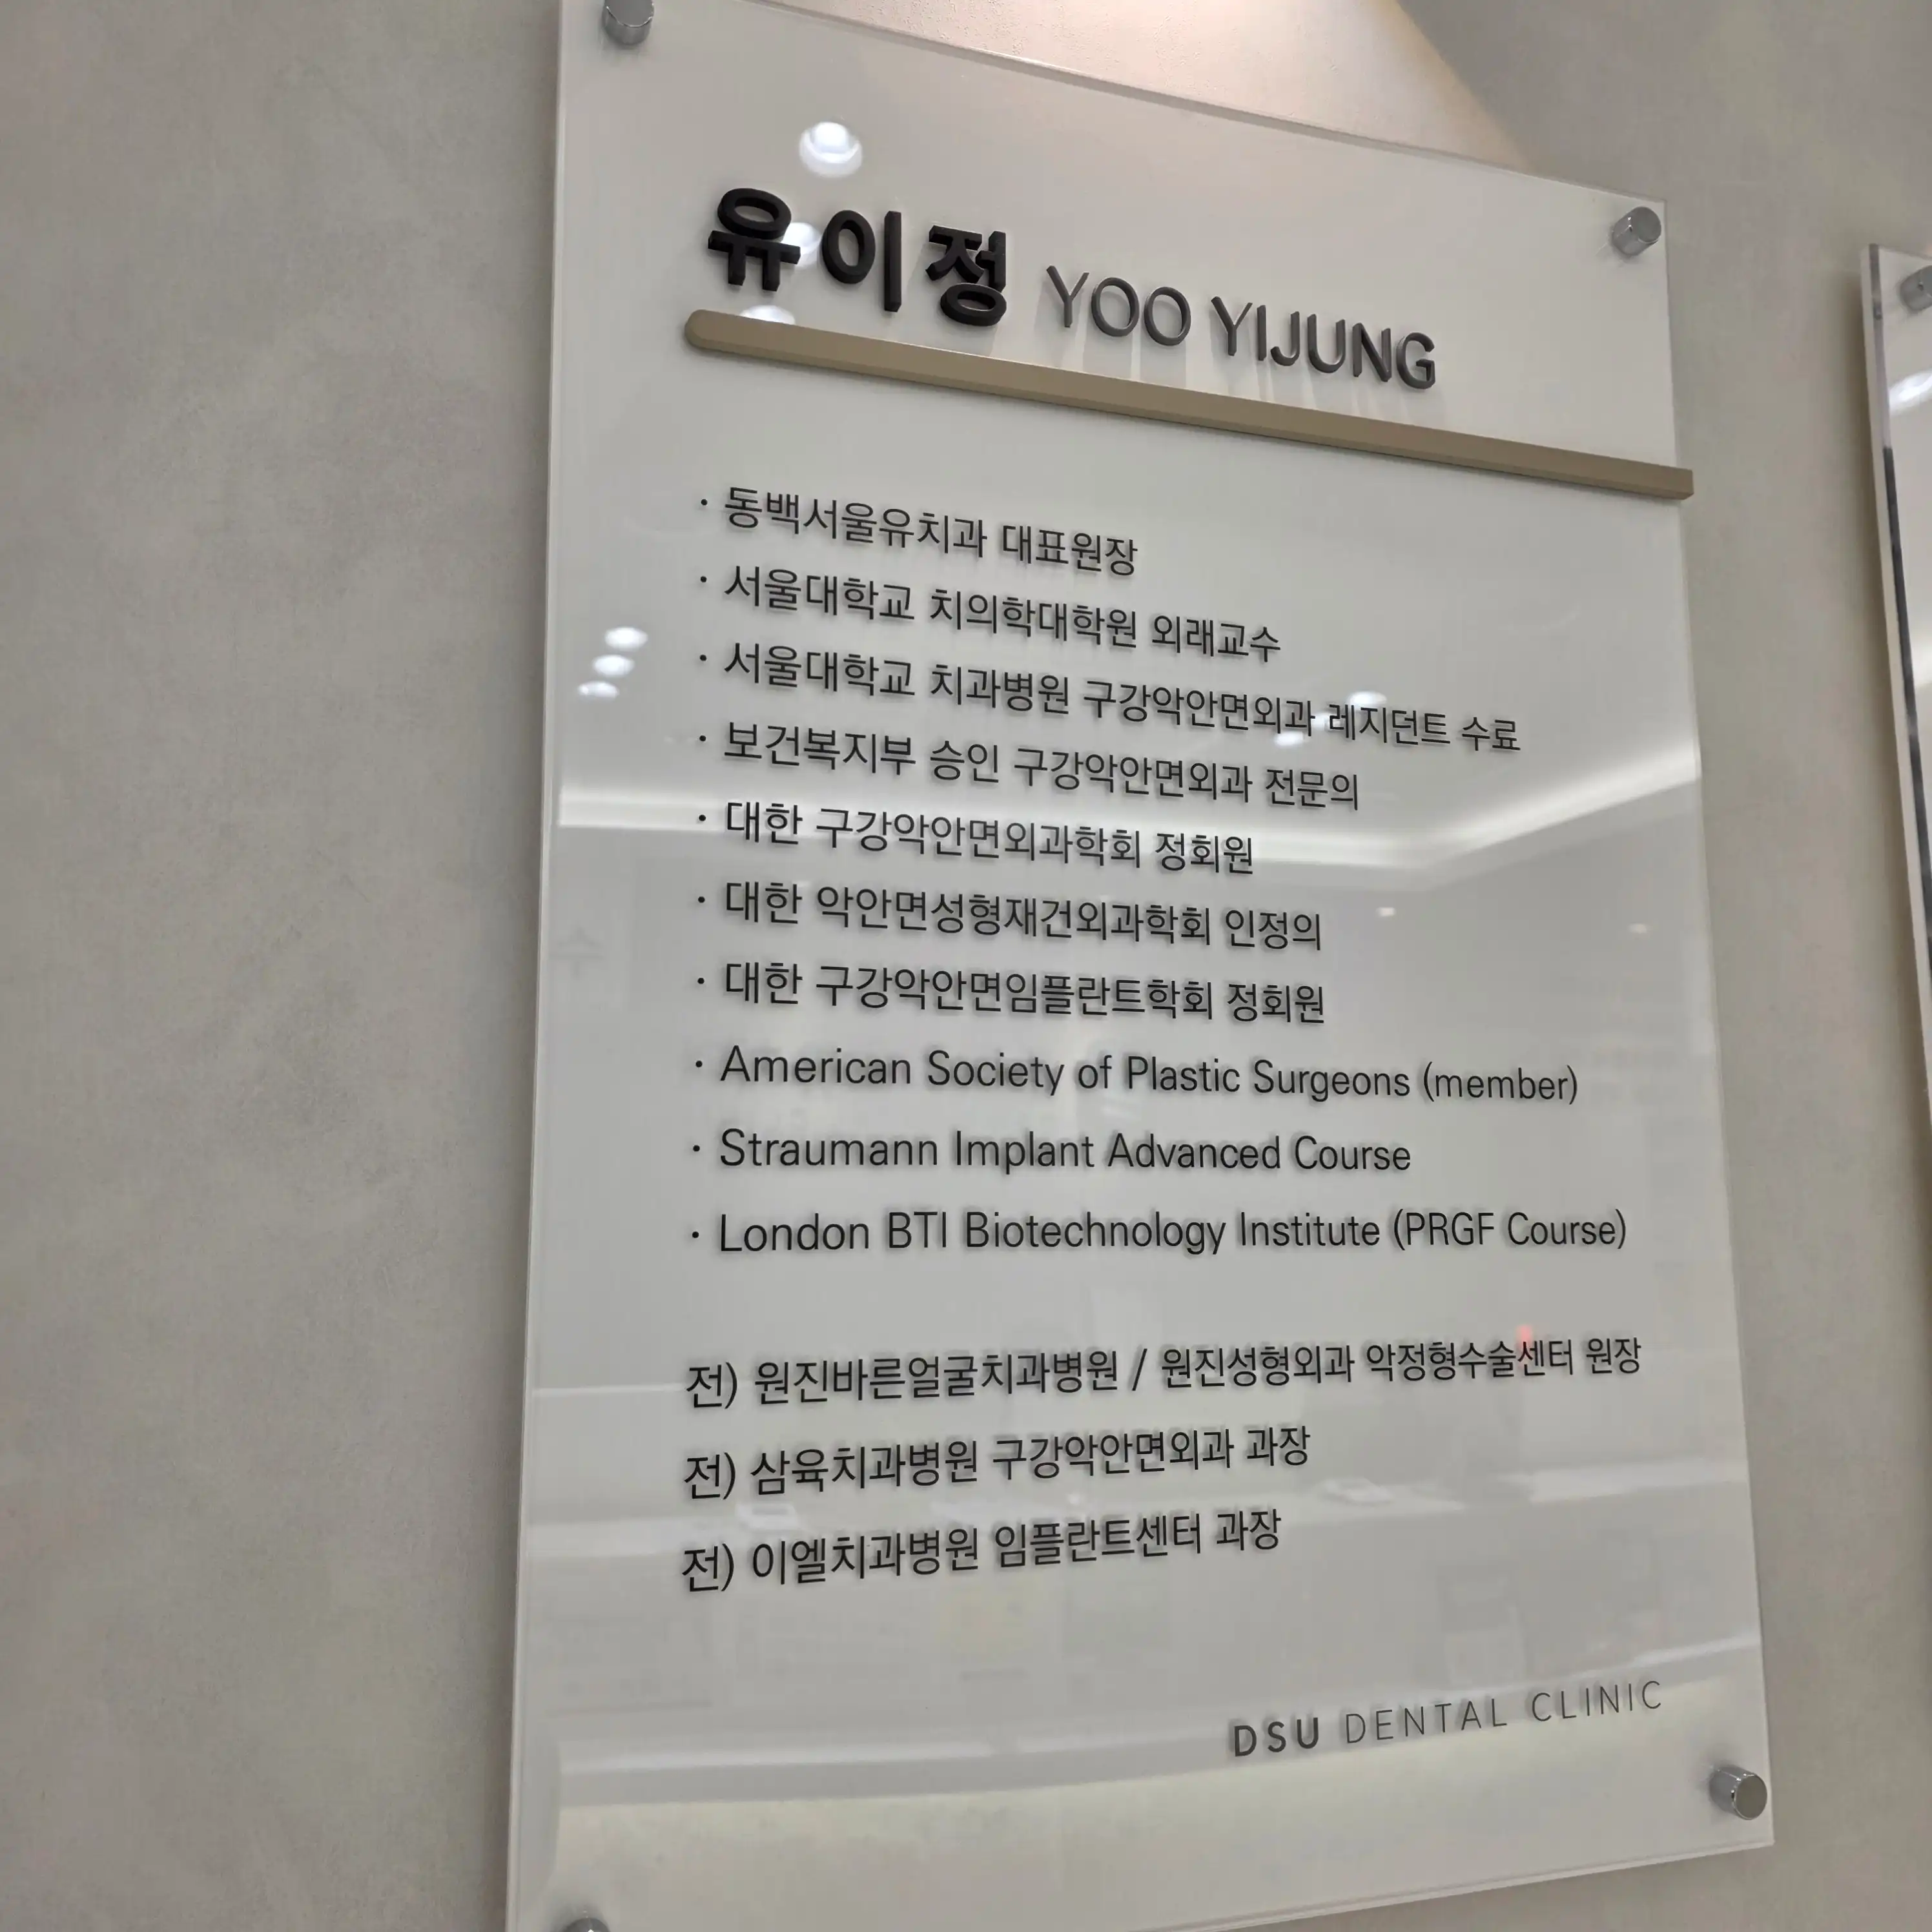 유이정 YOO YIJUNG
· 동백서울유치과 대표원장
· 서울대학교 치의학대학원 외래교수
· 서울대학교 치과병원 구강악안면외과 레지던트 수료
· 보건복지부 승인 구강악안면외과 전문의
· 대한 구강악안면외과학회 정회원
· 대한 악안면성형재건외과학회 인정의
· 대한 구강악안면임플란트학회 정회원
· American Society of Plastic Surgeons (member)
· Straumann Implant Advanced Course
· London BTI Biotechnology Institute (PRGF Course)
전) 원진바른얼굴치과병원 / 원진성형외과 악정형수술센터 원장
전) 삼육치과병원 구강악안면외과 과장
전) 이엘치과병원 임플란트센터 과장
DSU DENTAL CLINIC